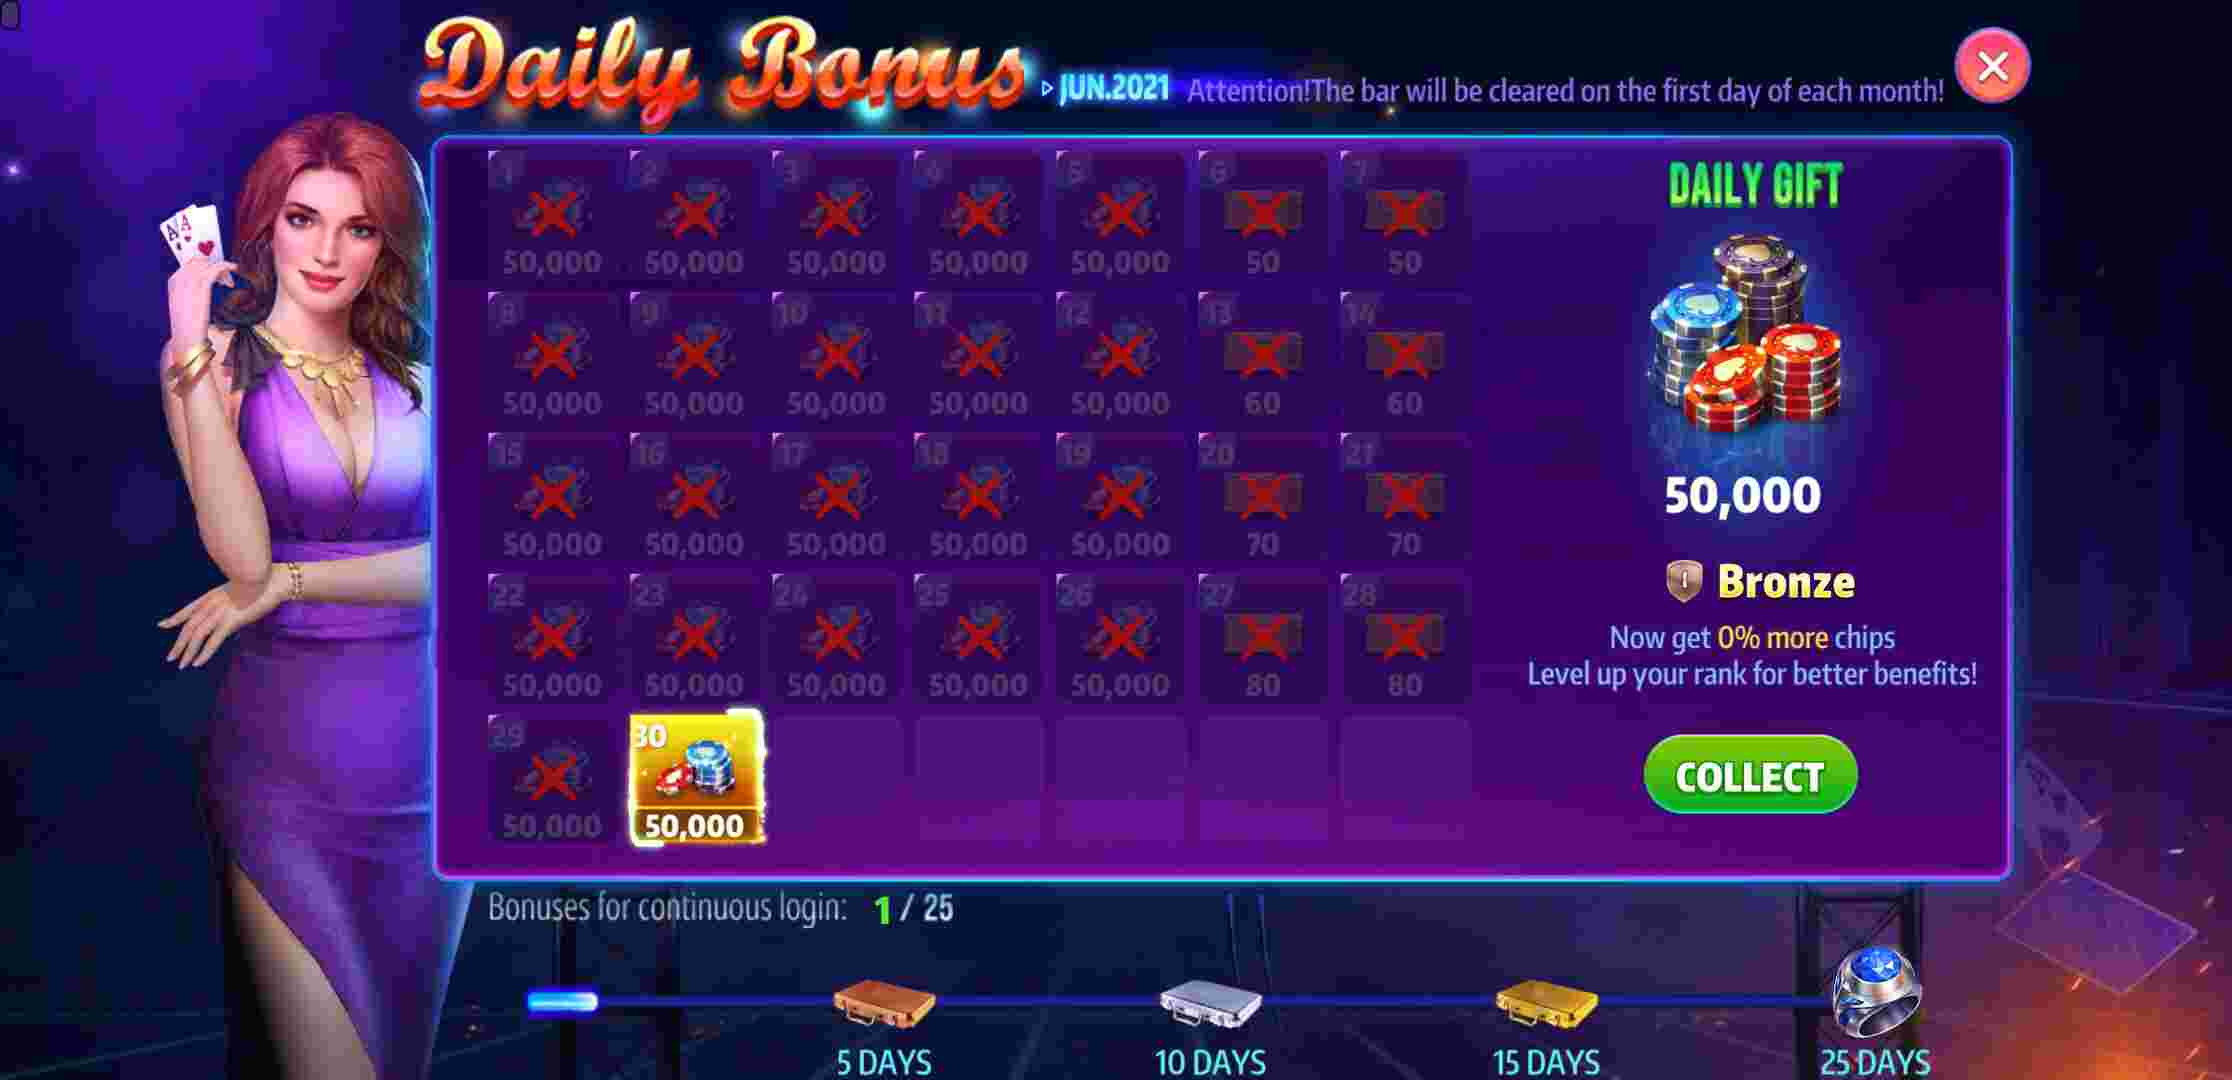 Daily Bonus
JUN.2021
Attention!The bar will be cleared on the first day of each month!
1 2 3 4 5 6 7
50,000 50,000 50,000 50,000 50,000 50 50
8 9 10 11 12 13 14
50,000 50,000 50,000 50,000 50,000 60 60
15 16 17 18 19 20 21
50,000 50,000 50,000 50,000 50,000 70 70
22 23 24 25 26 27 28
50,000 50,000 50,000 50,000 50,000 80 80
29 30
50,000 50,000
DAILY GIFT
50,000
1 Bronze
Now get 0% more chips
Level up your rank for better benefits!
COLLECT
A A
Bonuses for continuous login: 1 / 25
5 DAYS 10 DAYS 15 DAYS 25 DAYS